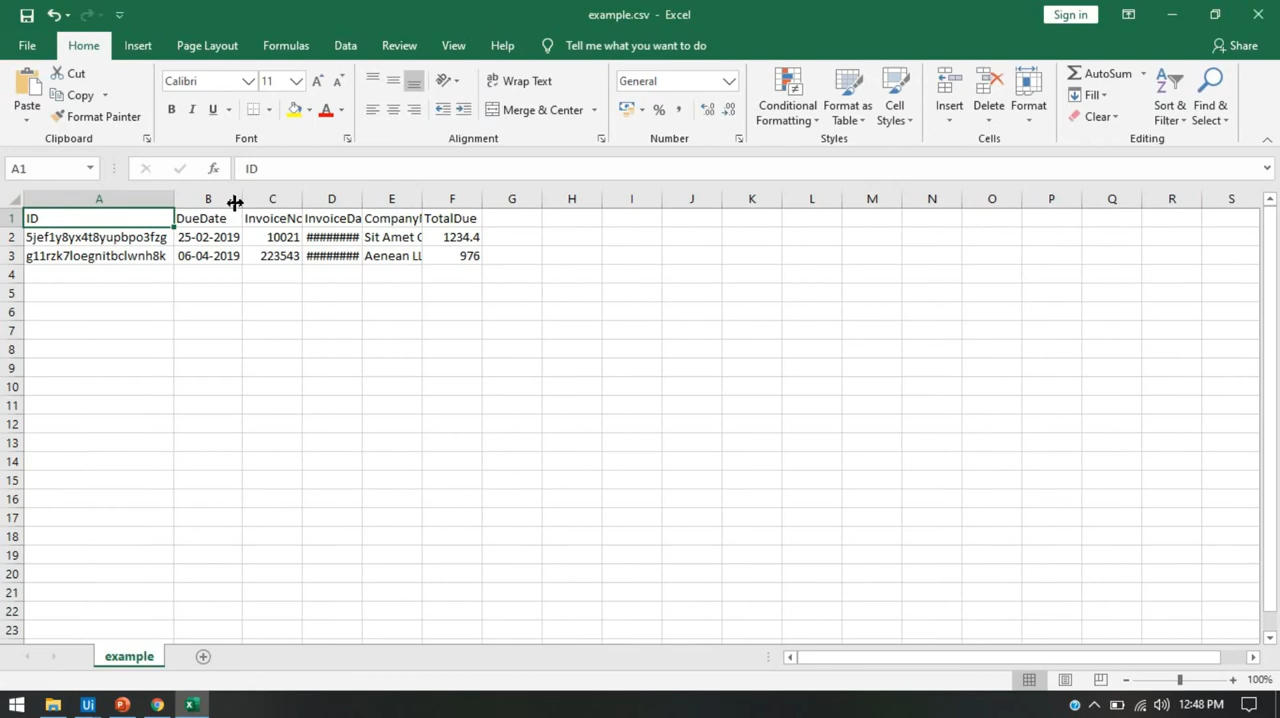 example.csv - Excel
Sign in
File Home Insert Page Layout Formulas Data Review View Help Tell me what you want to do Share
Paste
Cut
Copy
Format Painter
Clipboard
Calibri 11
B I U
Font
Wrap Text
Merge & Center
Alignment
General
%
Number
Conditional Formatting
Format as Table
Cell Styles
Styles
Insert Delete Format
Cells
AutoSum
Fill
Clear
Sort & Filter
Find & Select
Editing
A1 fx ID
A B C D E F G H I J K L M N O P Q R S
1 ID DueDate InvoiceNo InvoiceDa Company TotalDue
2 5jef1y8yx4t8yupbpo3fzg 25-02-2019 10021 ######## Sit Amet 1234.4
3 g11rzk7loegnitbclwnh8k 06-04-2019 223543 ######## Aenean LL 976
4
5
6
7
8
9
10
11
12
13
14
15
16
17
18
19
20
21
22
23
example
100%
Ui
12:48 PM